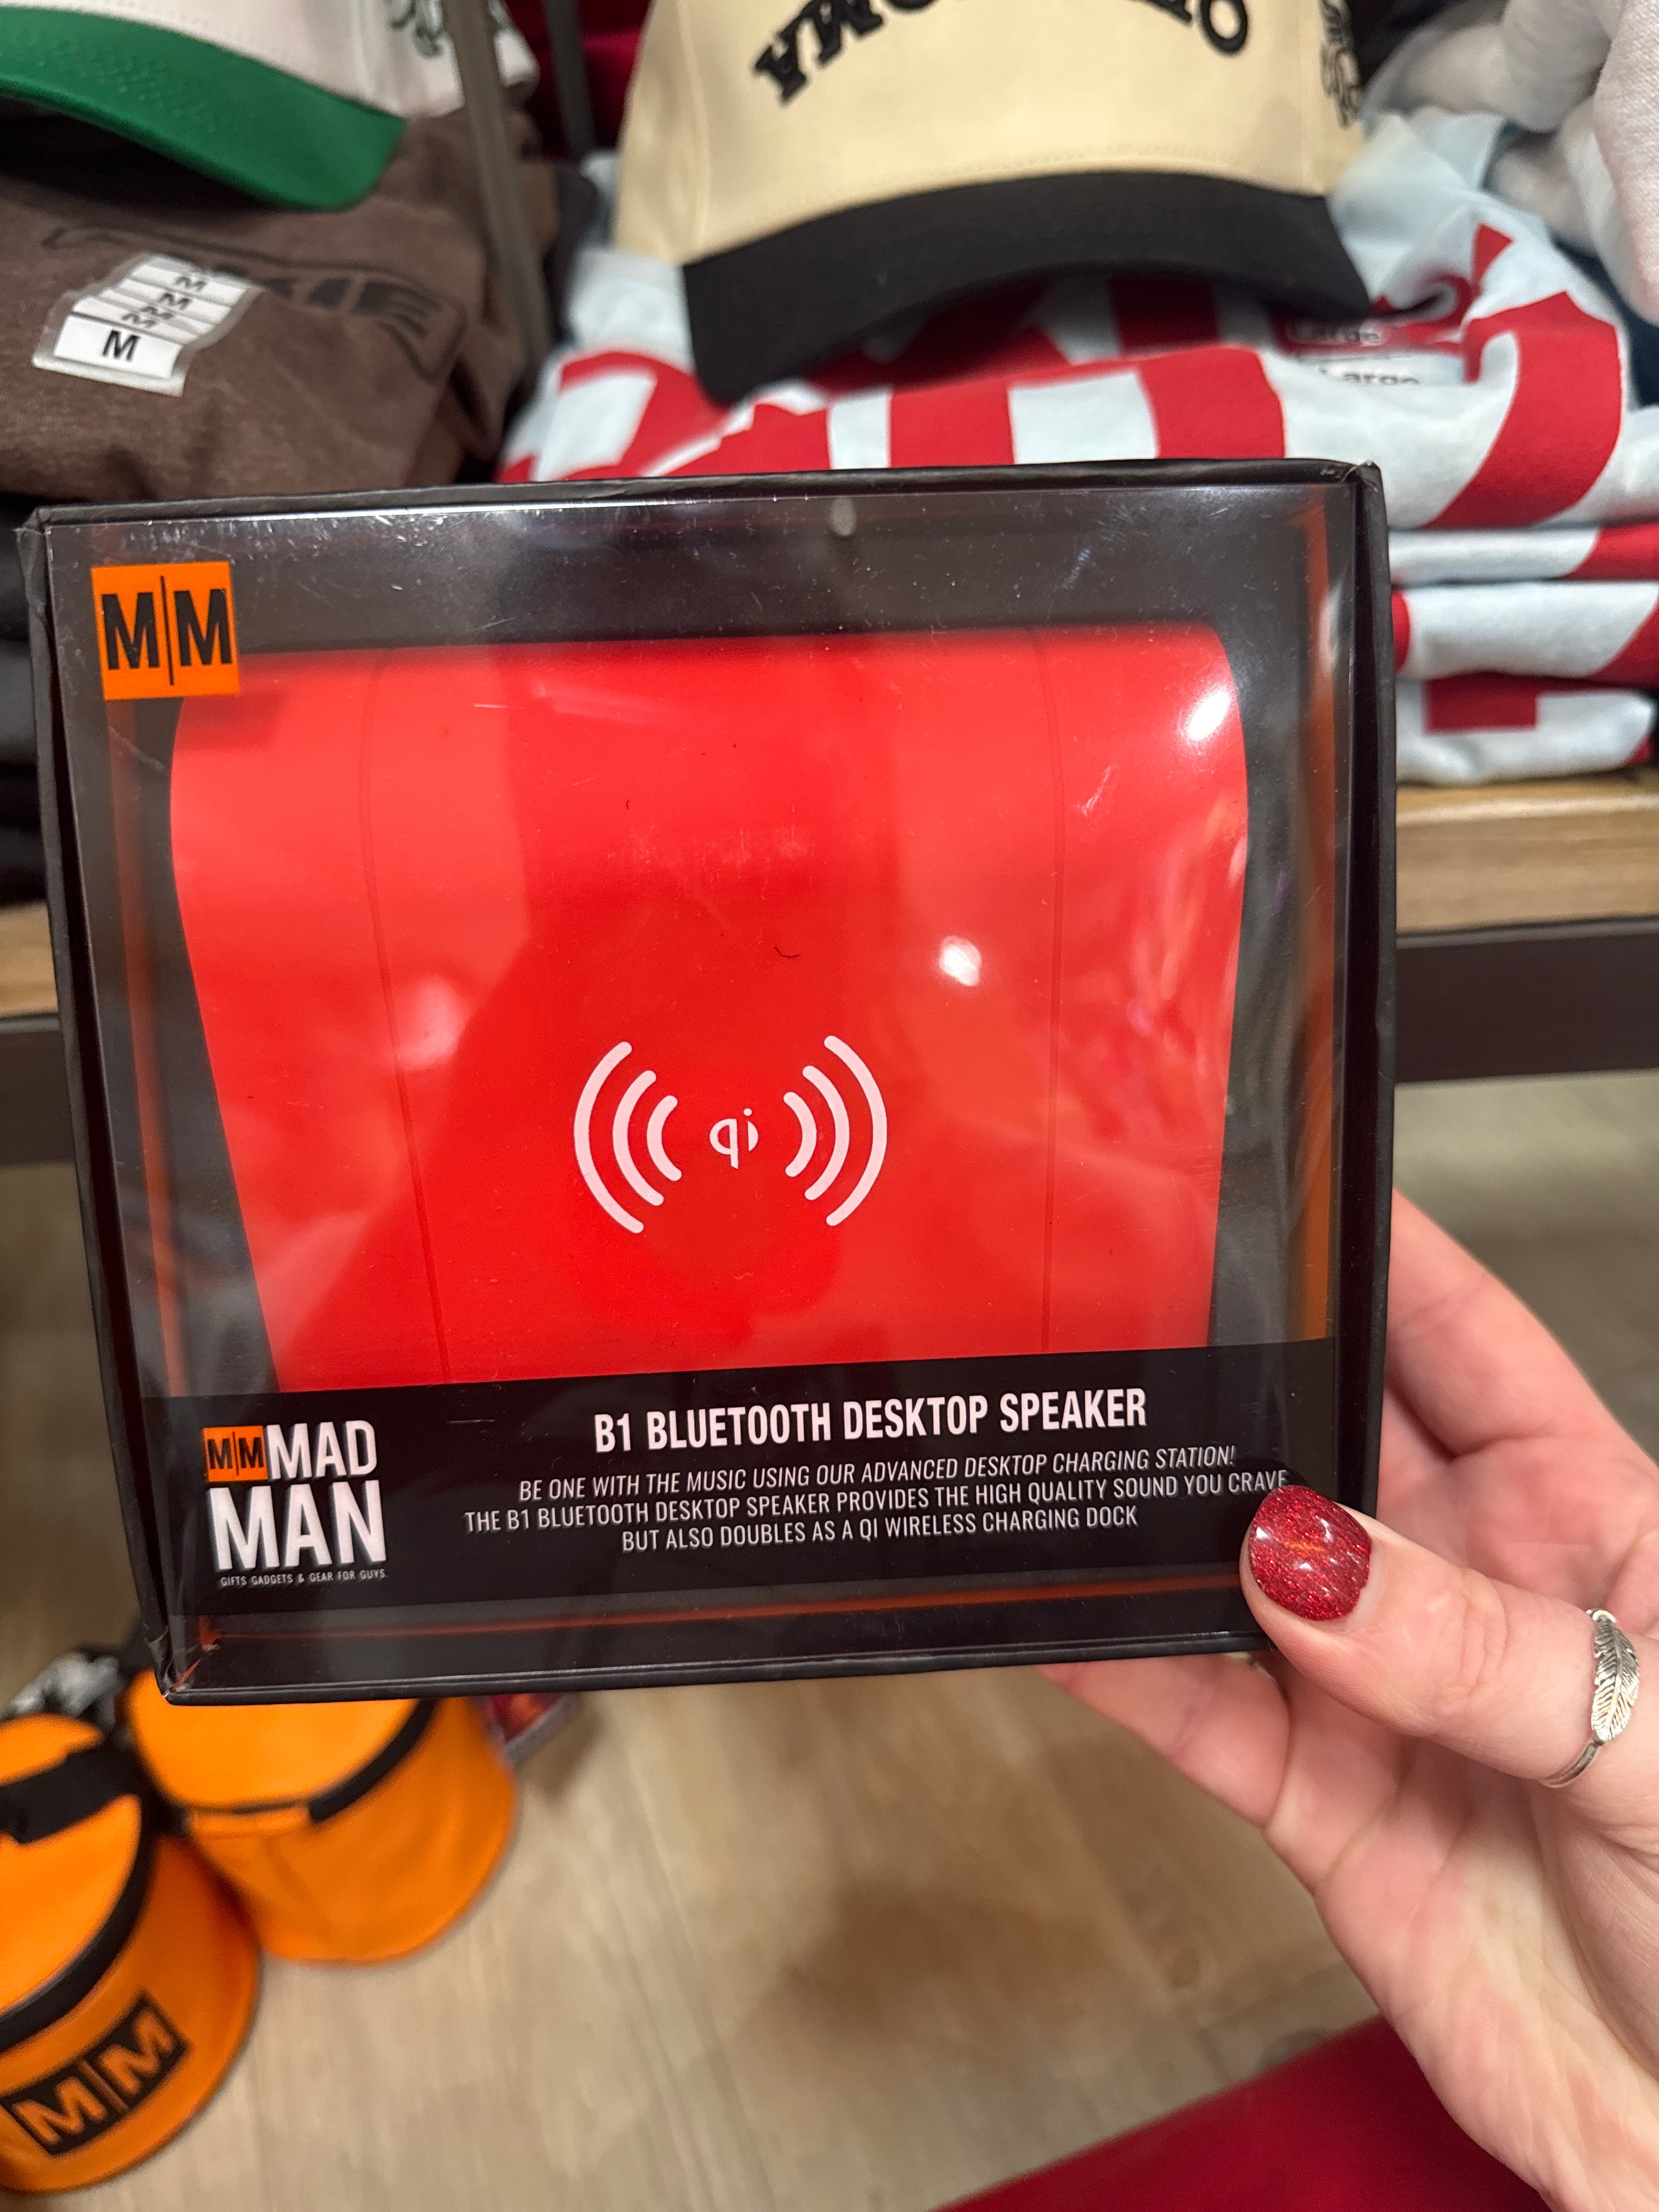 M
M
M
M
Large
M|M
qi
B1 BLUETOOTH DESKTOP SPEAKER
BE ONE WITH THE MUSIC USING OUR ADVANCED DESKTOP CHARGING STATION!
THE B1 BLUETOOTH DESKTOP SPEAKER PROVIDES THE HIGH QUALITY SOUND YOU CRAVE
BUT ALSO DOUBLES AS A QI WIRELESS CHARGING DOCK
M|M MAD
MAN
GIFTS GADGETS & GEAR FOR GUYS.
M|M